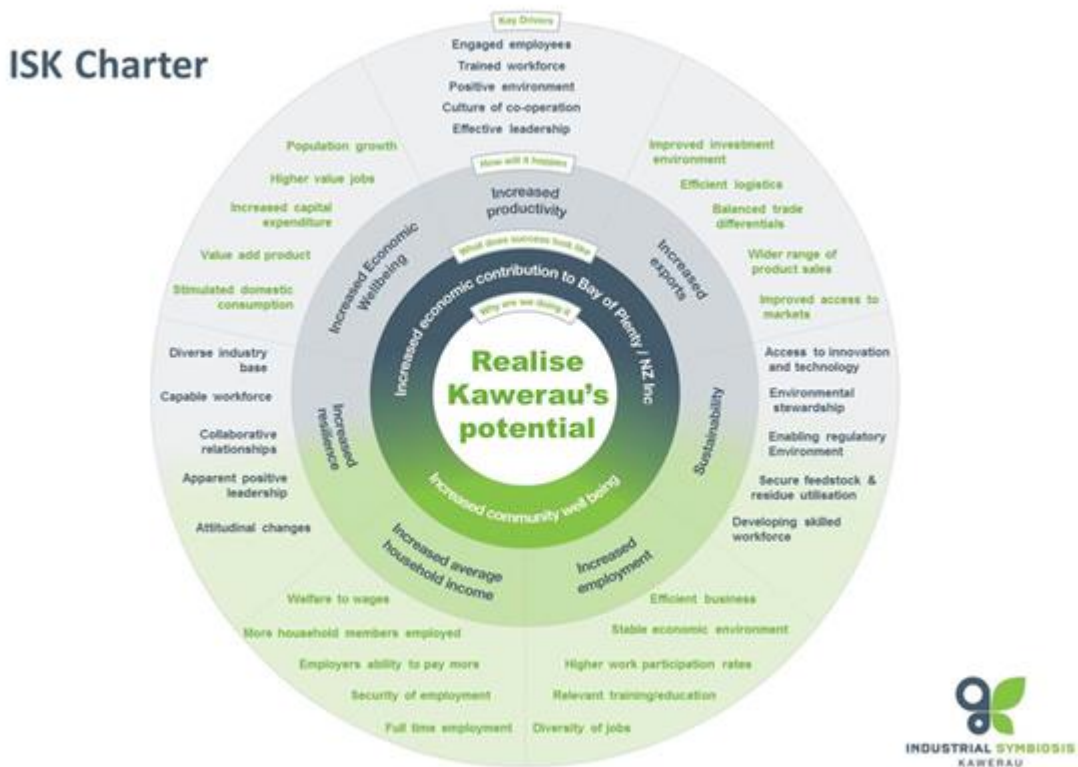 ISK Charter
Key Drivers
Engaged employees
Trained workforce
Positive environment
Culture of co-operation
Effective leadership
How will it happen
Increased
productivity
What does success look like
Increased economic contribution to Bay of Plenty / NZ Inc
Why are we doing it
Realise
Kawerau's
potential
Increased community well being
Population growth
Higher value jobs
Increased capital
expenditure
Value add product
Stimulated domestic
consumption
Increased Economic
Wellbeing
Improved investment
environment
Efficient logistics
Balanced trade
differentials
Wider range of
product sales
Improved access to
markets
Increased
exports
Diverse industry
base
Capable workforce
Collaborative
relationships
Apparent positive
leadership
Attitudinal changes
Increased
resilience
Access to innovation
and technology
Environmental
stewardship
Enabling regulatory
Environment
Secure feedstock &
residue utilisation
Developing skilled
workforce
Sustainability
Increased average
household income
Welfare to wages
More household members employed
Employers ability to pay more
Security of employment
Full time employment
Increased
employment
Efficient business
Stable economic environment
Higher work participation rates
Relevant training/education
Diversity of jobs
INDUSTRIAL SYMBIOSIS
KAWERAU